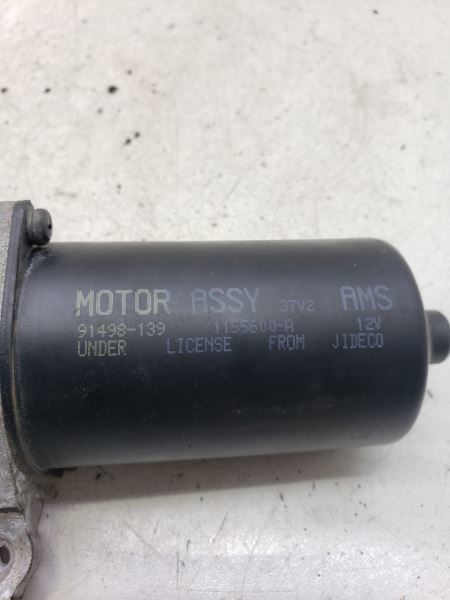 MOTOR ASSY 37V2 AMS
91498-139 1155600-A 12V
UNDER LICENSE FROM JIDECO